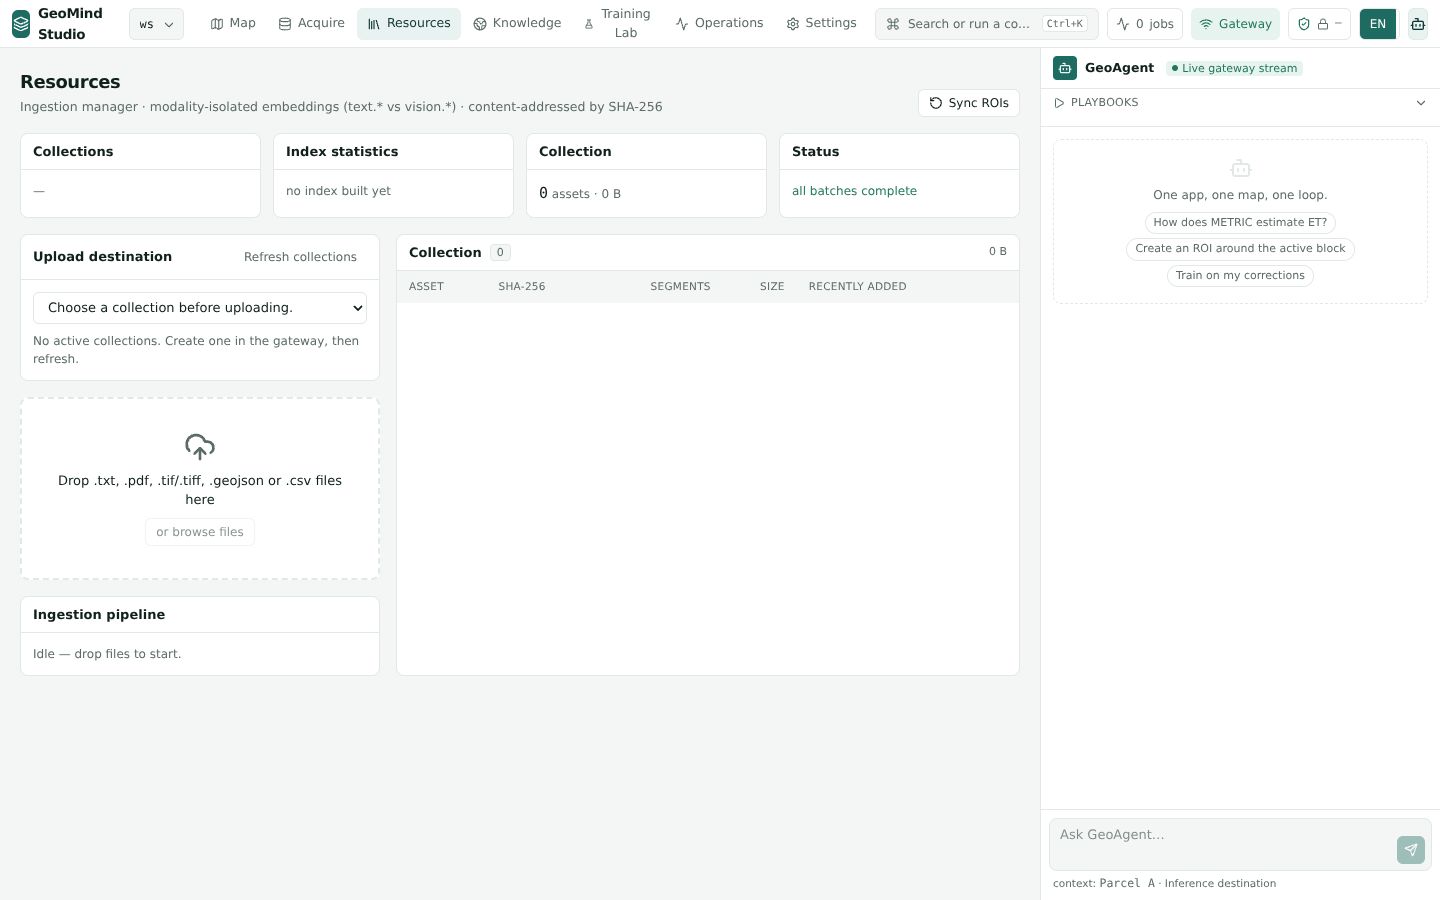 GeoMind Studio
ws
Map
Acquire
Resources
Knowledge
Training Lab
Operations
Settings
Search or run a co...
Ctrl+K
0 jobs
Gateway
–
EN
Resources
Ingestion manager · modality-isolated embeddings (text.* vs vision.*) · content-addressed by SHA-256
Sync ROIs
Collections
—
Index statistics
no index built yet
Collection
0 assets · 0 B
Status
all batches complete
Upload destination
Refresh collections
Choose a collection before uploading.
No active collections. Create one in the gateway, then
refresh.
Drop .txt, .pdf, .tif/.tiff, .geojson or .csv files
here
or browse files
Ingestion pipeline
Idle — drop files to start.
Collection 0
0 B
ASSET SHA-256 SEGMENTS SIZE RECENTLY ADDED
GeoAgent
Live gateway stream
PLAYBOOKS
One app, one map, one loop.
How does METRIC estimate ET?
Create an ROI around the active block
Train on my corrections
Ask GeoAgent...
context: Parcel A · Inference destination